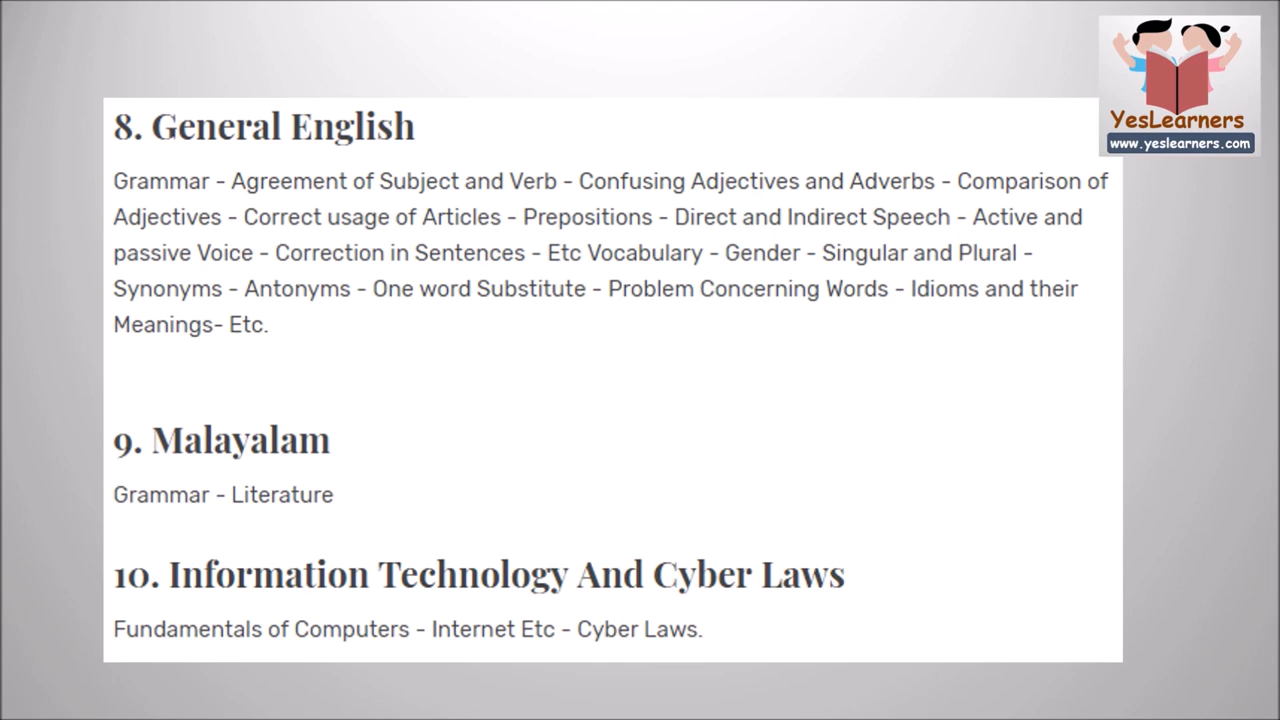 YesLearners
www.yeslearners.com
8. General English
Grammar - Agreement of Subject and Verb - Confusing Adjectives and Adverbs - Comparison of
Adjectives - Correct usage of Articles - Prepositions - Direct and Indirect Speech - Active and
passive Voice - Correction in Sentences - Etc Vocabulary - Gender - Singular and Plural -
Synonyms - Antonyms - One word Substitute - Problem Concerning Words - Idioms and their
Meanings- Etc.
9. Malayalam
Grammar - Literature
10. Information Technology And Cyber Laws
Fundamentals of Computers - Internet Etc - Cyber Laws.